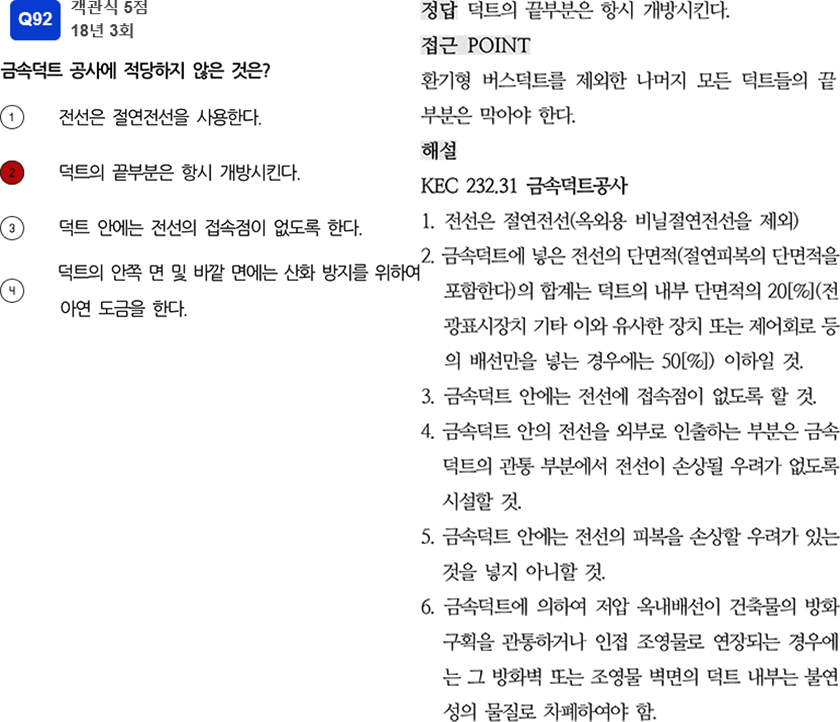 Q92 객관식 5점
18년 3회
금속덕트 공사에 적당하지 않은 것은?
1 전선은 절연전선을 사용한다.
2 덕트의 끝부분은 항시 개방시킨다.
3 덕트 안에는 전선의 접속점이 없도록 한다.
4 덕트의 안쪽 면 및 바깥 면에는 산화 방지를 위하여
아연 도금을 한다.
정답 덕트의 끝부분은 항시 개방시킨다.
접근 POINT
환기형 버스덕트를 제외한 나머지 모든 덕트들의 끝
부분은 막아야 한다.
해설
KEC 232.31 금속덕트공사
1. 전선은 절연전선(옥외용 비닐절연전선을 제외)
2. 금속덕트에 넣은 전선의 단면적(절연피복의 단면적을
포함한다)의 합계는 덕트의 내부 단면적의 20[%](전
광표시장치 기타 이와 유사한 장치 또는 제어회로 등
의 배선만을 넣는 경우에는 50[%]) 이하일 것.
3. 금속덕트 안에는 전선에 접속점이 없도록 할 것.
4. 금속덕트 안의 전선을 외부로 인출하는 부분은 금속
덕트의 관통 부분에서 전선이 손상될 우려가 없도록
시설할 것.
5. 금속덕트 안에는 전선의 피복을 손상할 우려가 있는
것을 넣지 아니할 것.
6. 금속덕트에 의하여 저압 옥내배선이 건축물의 방화
구획을 관통하거나 인접 조영물로 연장되는 경우에
는 그 방화벽 또는 조영물 벽면의 덕트 내부는 불연
성의 물질로 차폐하여야 함.